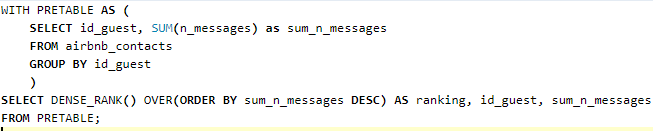 WITH PRETABLE AS (
    SELECT id_guest, SUM(n_messages) as sum_n_messages
    FROM airbnb_contacts
    GROUP BY id_guest
    )
SELECT DENSE_RANK() OVER(ORDER BY sum_n_messages DESC) AS ranking, id_guest, sum_n_messages
FROM PRETABLE;